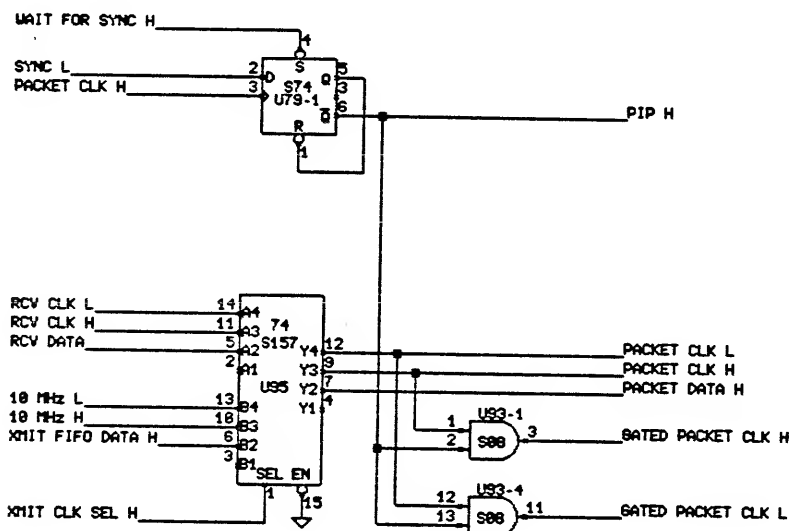 WAIT FOR SYNC H
4
S
SYNC L 2 D Q 5
PACKET CLK H 3 S74 3
U79-1
Q 6
PIP H
R
1
RCV CLK L 14 A4
RCV CLK H 11 A3 74
RCV DATA 5 A2 S157 Y4 12 PACKET CLK L
2 A1 Y3 9 PACKET CLK H
U95 Y2 7 PACKET DATA H
10 MHz L 13 B4 Y1 4
10 MHz H 10 B3
XMIT FIFO DATA H 6 B2
3 B1
SEL EN
XMIT CLK SEL H 1 15
U93-1
1 2 S08 3 GATED PACKET CLK H
U93-4
12 13 S08 11 GATED PACKET CLK L